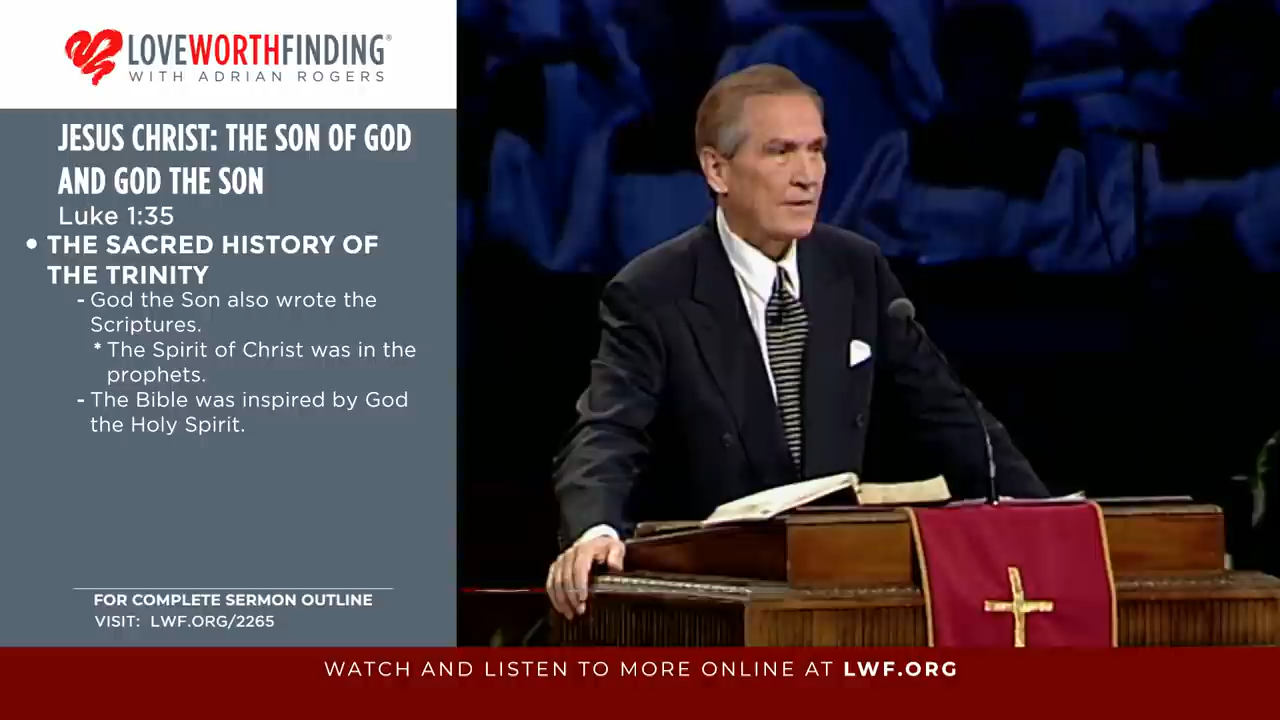 LOVEWORTHFINDING®
WITH ADRIAN ROGERS
JESUS CHRIST: THE SON OF GOD
AND GOD THE SON
Luke 1:35
• THE SACRED HISTORY OF
THE TRINITY
- God the Son also wrote the
Scriptures.
* The Spirit of Christ was in the
prophets.
- The Bible was inspired by God
the Holy Spirit.
FOR COMPLETE SERMON OUTLINE
VISIT: LWF.ORG/2265
WATCH AND LISTEN TO MORE ONLINE AT LWF.ORG